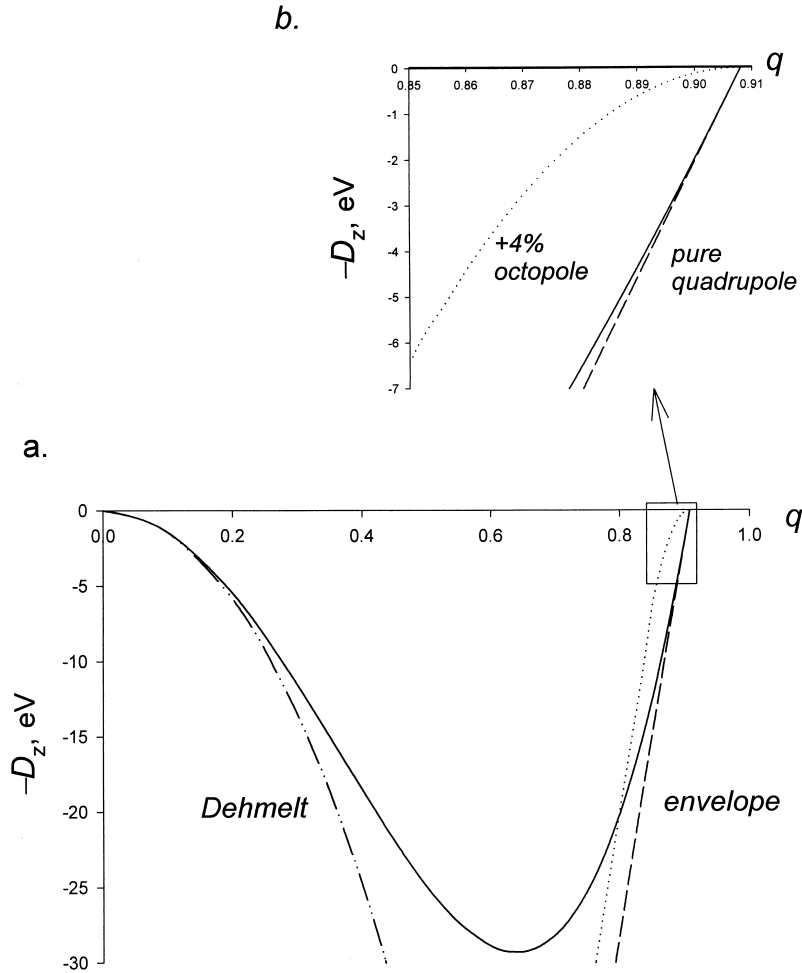 b.
q
0
0.85 0.86 0.87 0.88 0.89 0.90 0.91
-1
-2
-3
-4
-5
-6
-7
–Dz, eV
+4%
octopole
pure
quadrupole
a.
q
0
0.0 0.2 0.4 0.6 0.8 1.0
-5
-10
-15
-20
-25
-30
–Dz, eV
Dehmelt
envelope